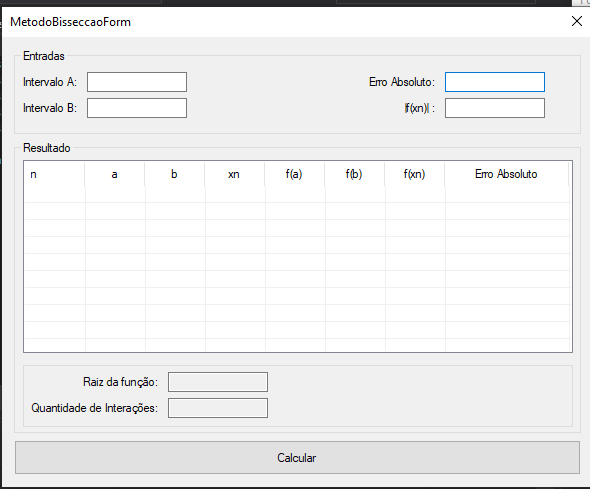 MetodoBisseccaoForm
Entradas
Intervalo A:
Erro Absoluto:
Intervalo B:
|f(xn)| :
Resultado
n a b xn f(a) f(b) f(xn) Erro Absoluto
Raiz da função:
Quantidade de Interações:
Calcular